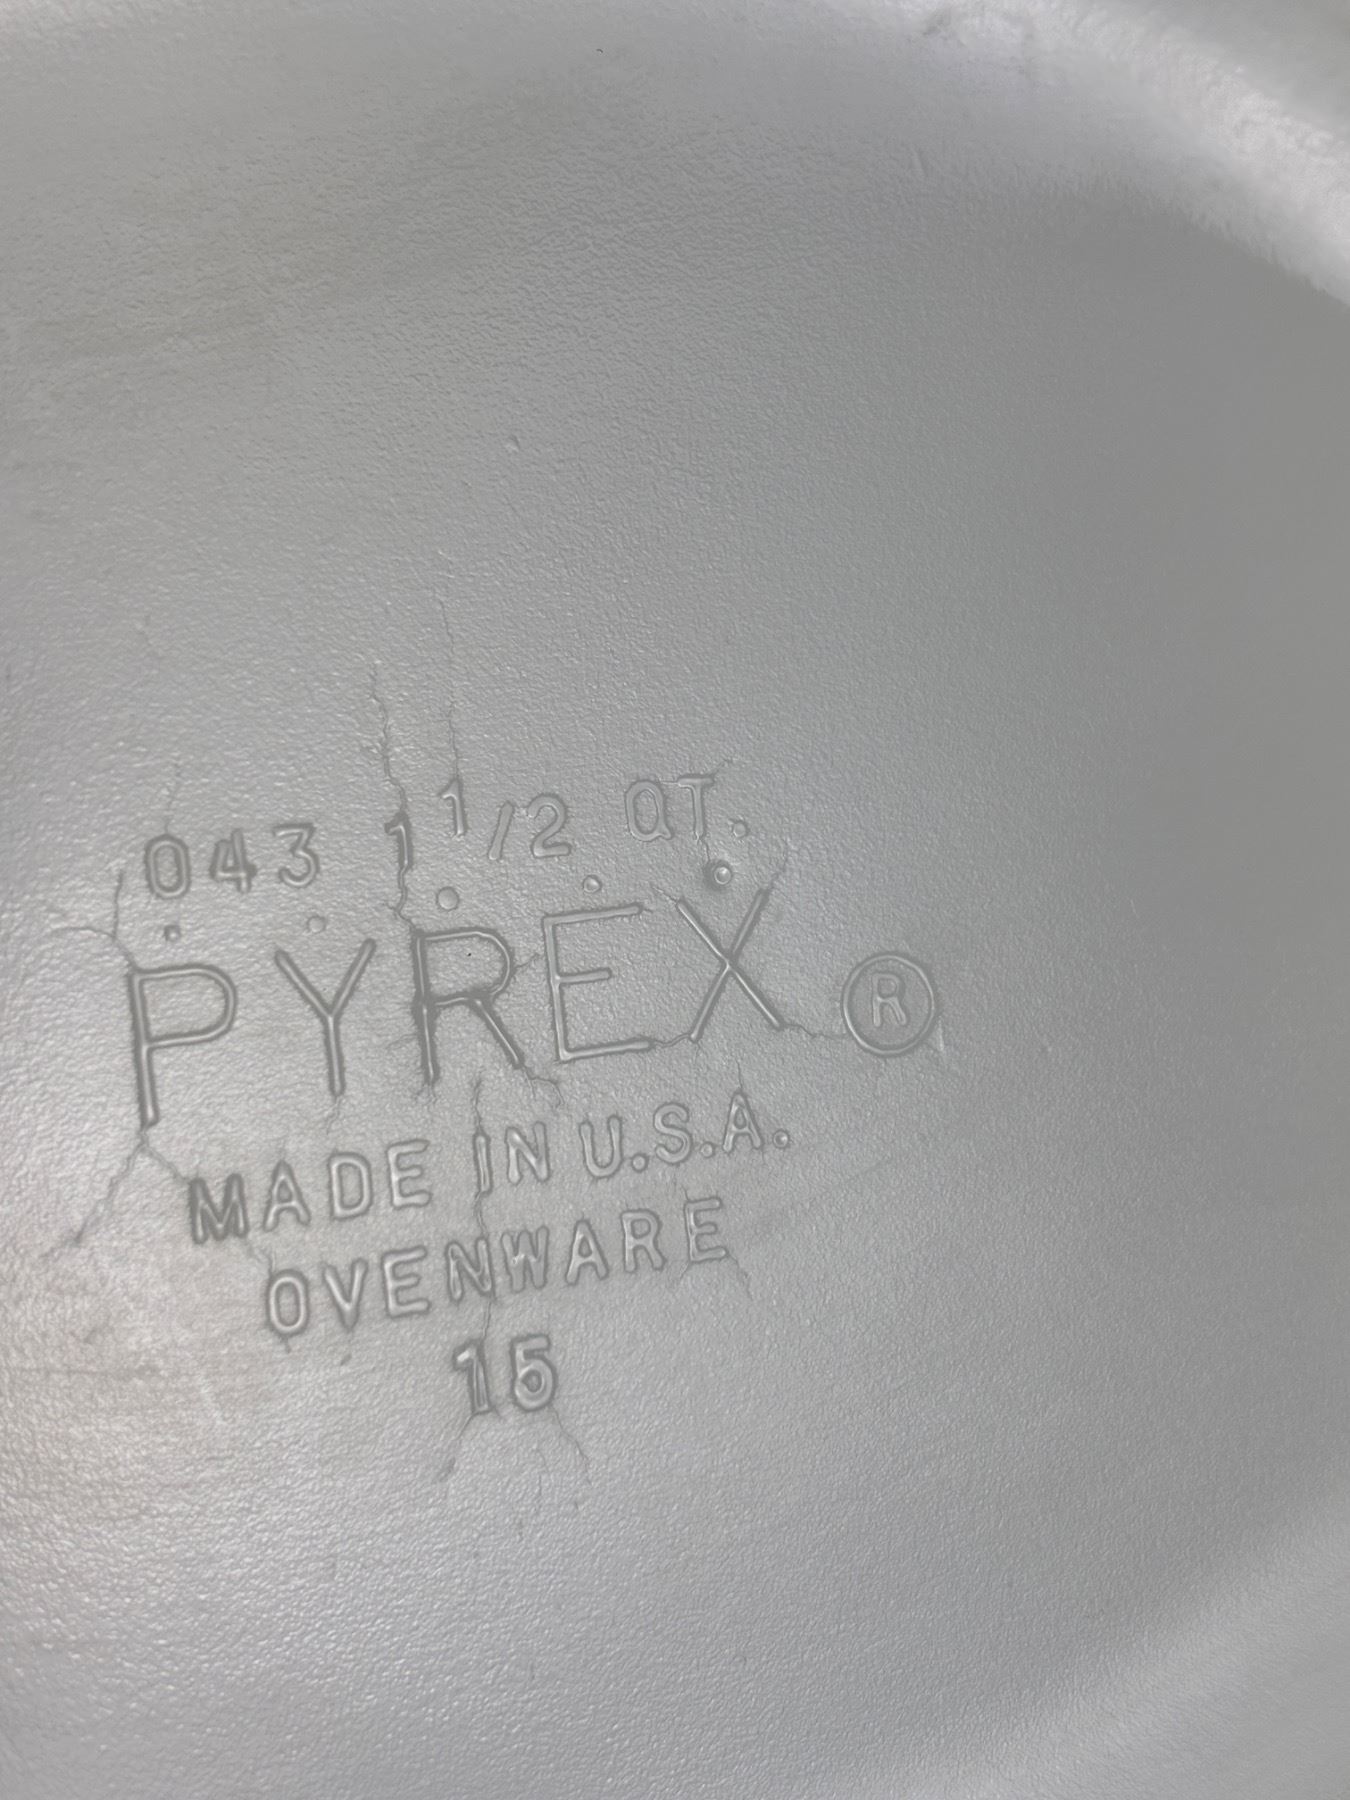 043 1 1/2 QT.
PYREX ®
MADE IN U.S.A.
OVENWARE
15